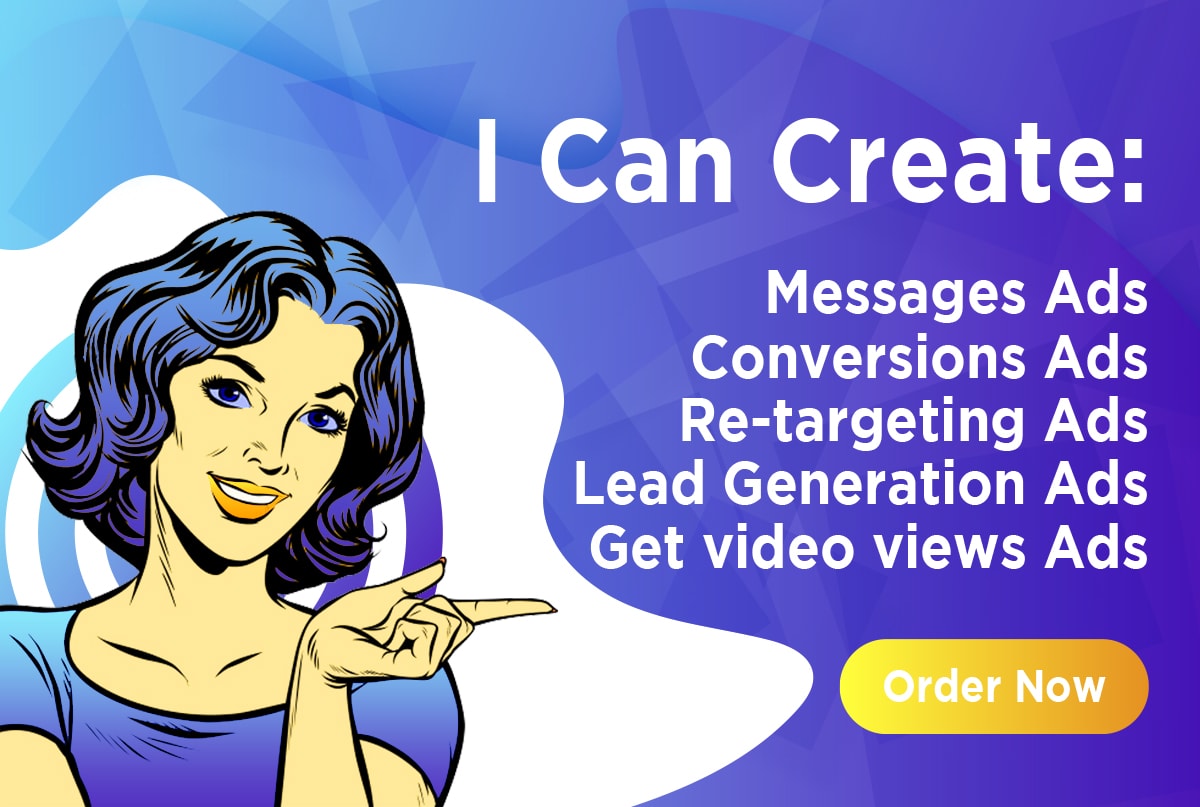 I Can Create:
Messages Ads
Conversions Ads
Re-targeting Ads
Lead Generation Ads
Get video views Ads
Order Now